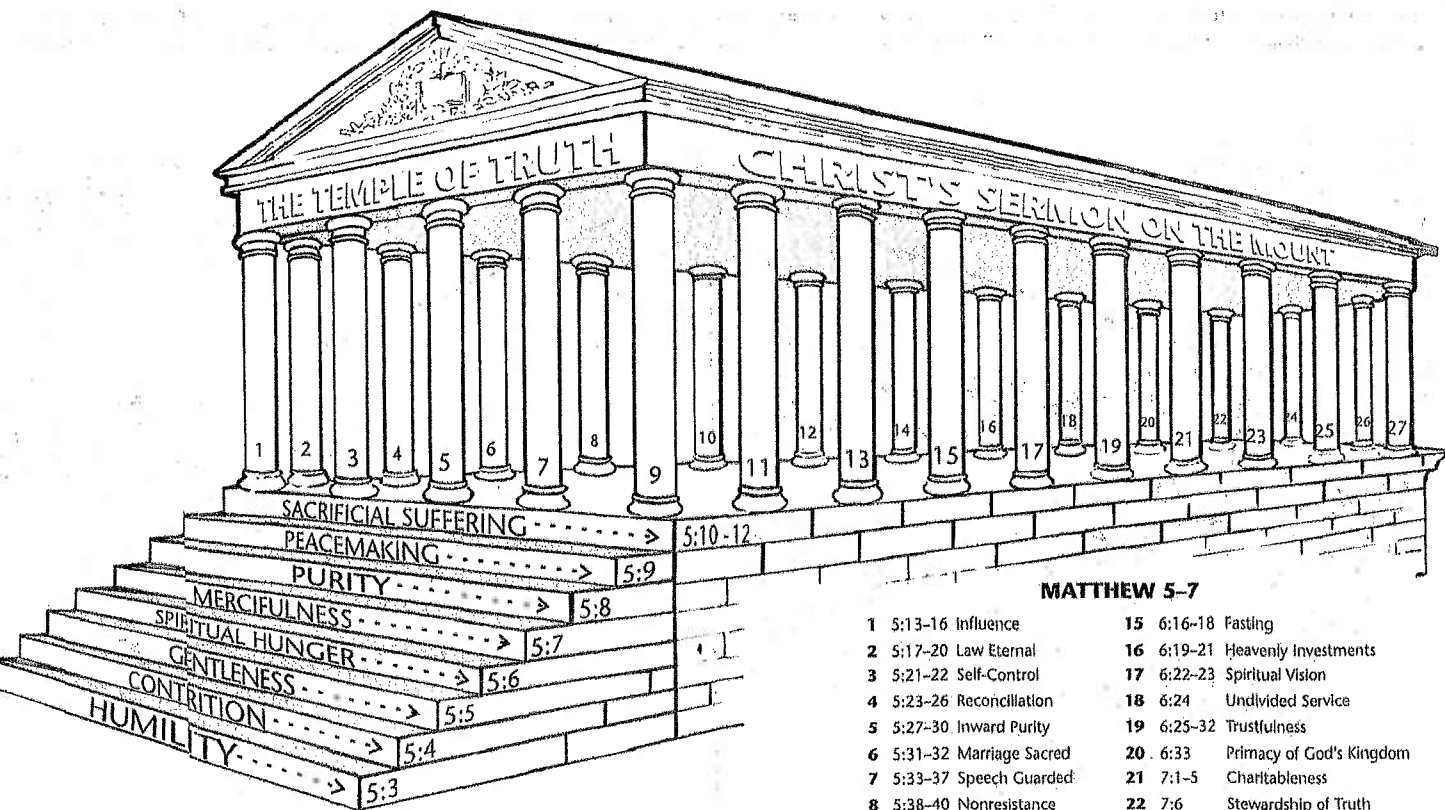 THE TEMPLE OF TRUTH
CHRIST'S SERMON ON THE MOUNT
1 2 3 4 5 6 7 8 9 10 11 12 13 14 15 16 17 18 19 20 21 22 23 24 25 26 27
SACRIFICIAL SUFFERING 5:10-12
PEACEMAKING 5:9
PURITY 5:8
MERCIFULNESS 5:7
SPIRITUAL HUNGER 5:6
GENTLENESS 5:5
CONTRITION 5:4
HUMILITY 5:3
MATTHEW 5–7
1 5:13–16 Influence
2 5:17–20 Law Eternal
3 5:21–22 Self-Control
4 5:23–26 Reconciliation
5 5:27–30 Inward Purity
6 5:31–32 Marriage Sacred
7 5:33–37 Speech Guarded
8 5:38–40 Nonresistance
15 6:16–18 Fasting
16 6:19–21 Heavenly Investments
17 6:22–23 Spiritual Vision
18 6:24 Undivided Service
19 6:25–32 Trustfulness
20 6:33 Primacy of God's Kingdom
21 7:1–5 Charitableness
22 7:6 Stewardship of Truth